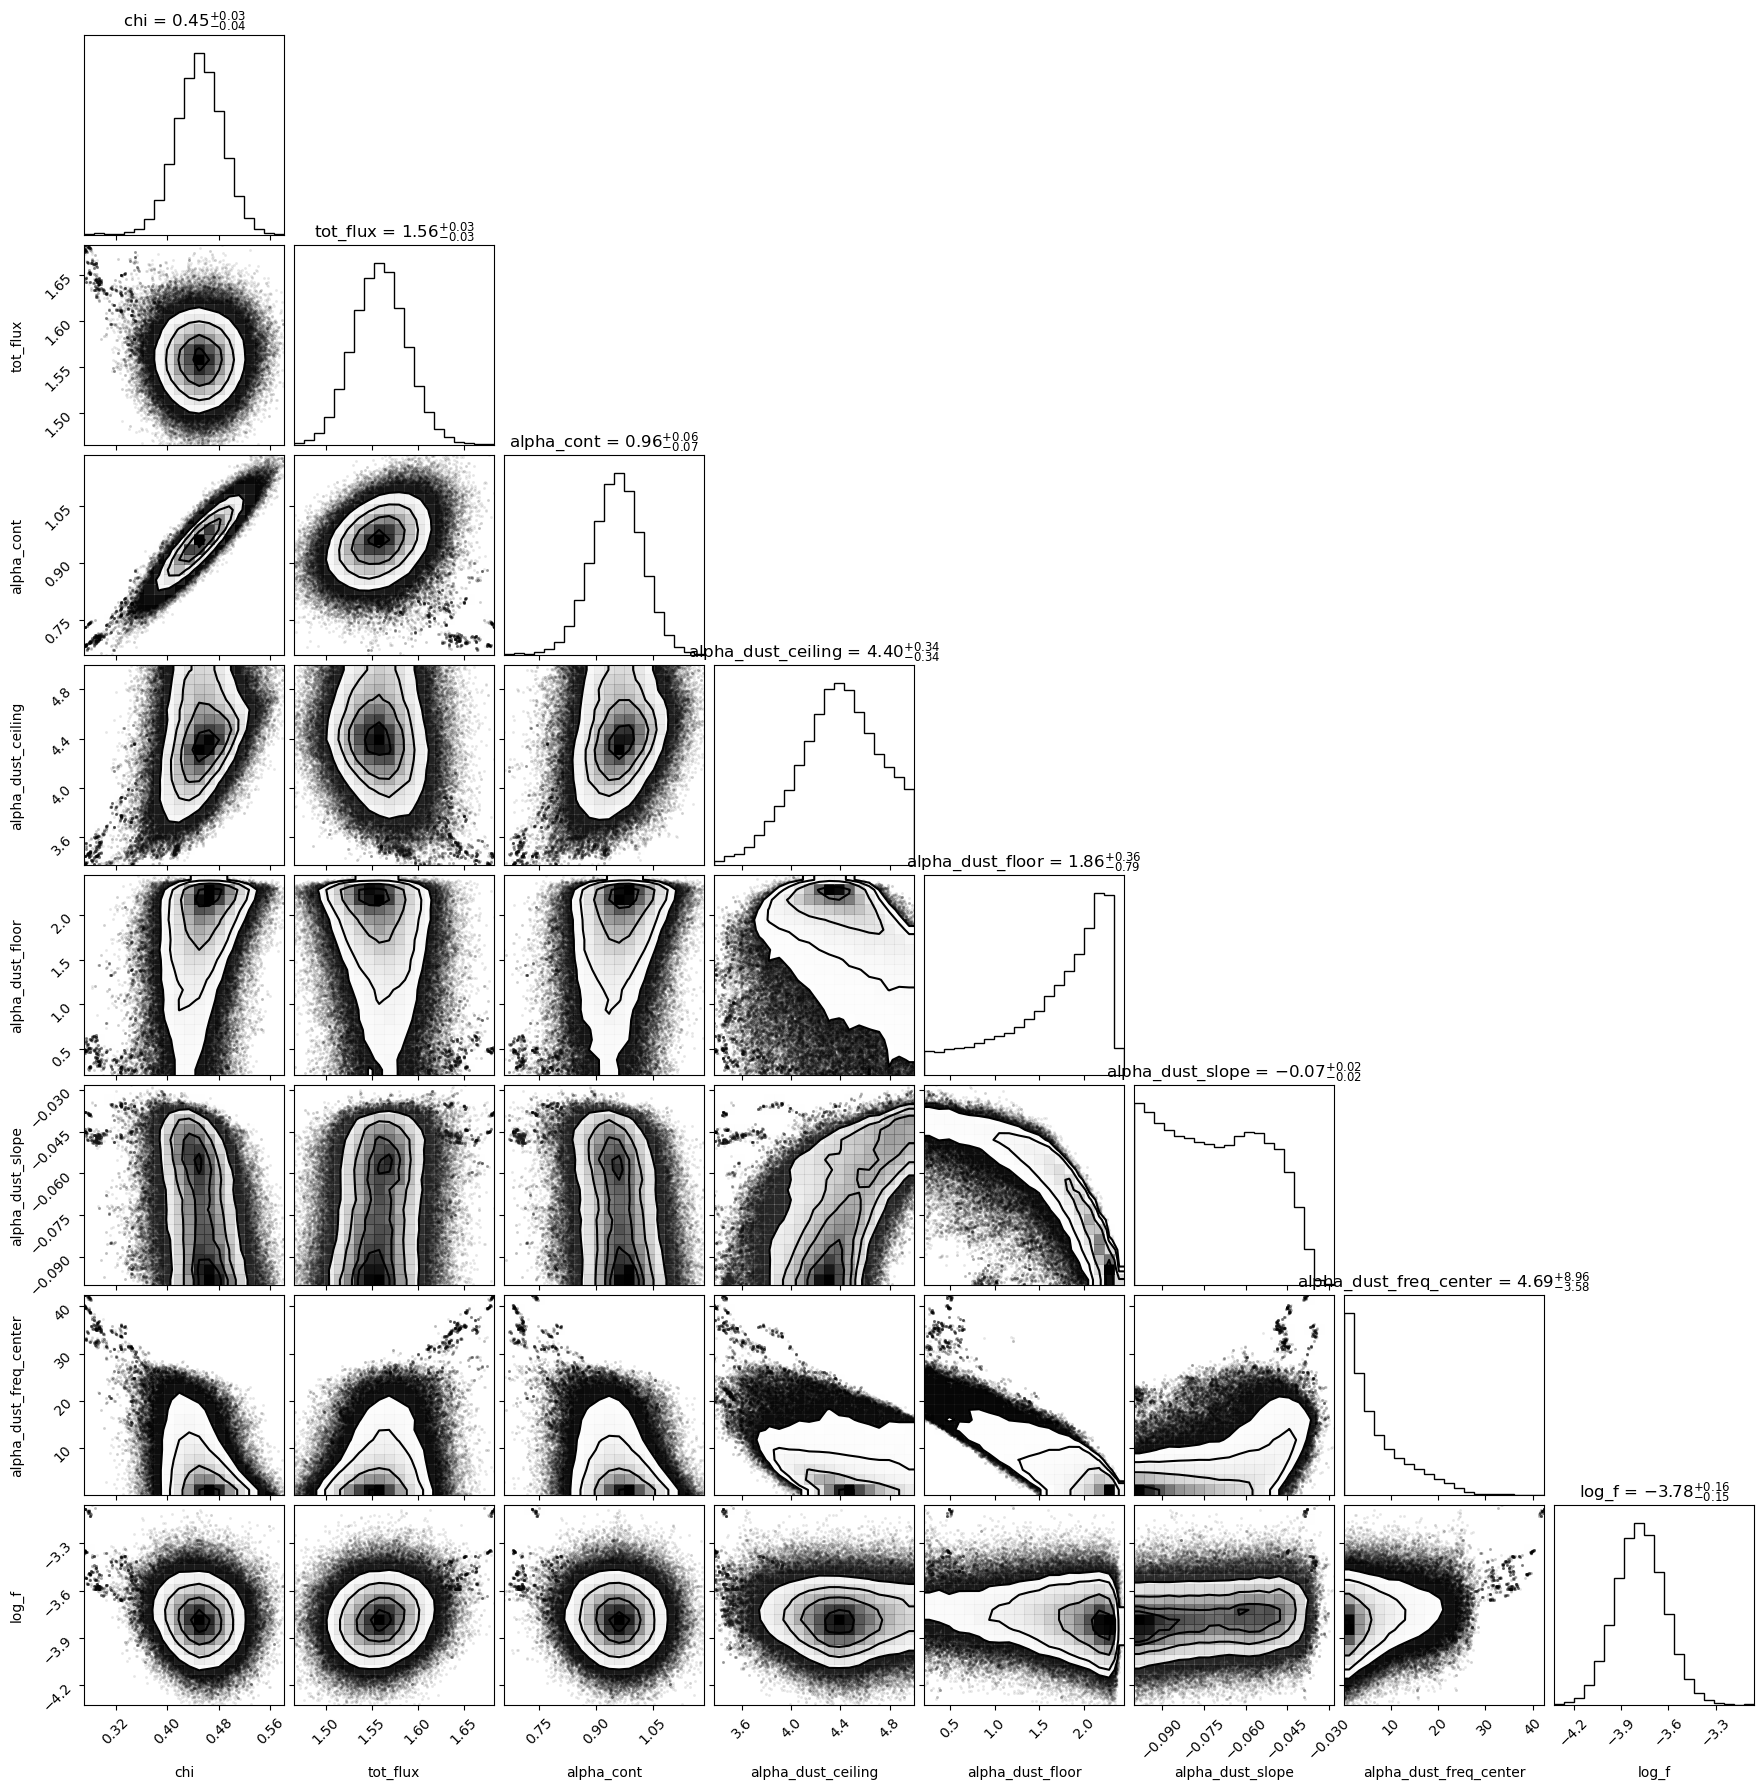 chi = 0.45+0.03−0.04
tot_flux = 1.56+0.03−0.03
1.65
1.60
1.55
1.50
tot_flux
alpha_cont = 0.96+0.06−0.07
1.05
0.90
0.75
alpha_cont
alpha_dust_ceiling = 4.40+0.34−0.34
4.8
4.4
4.0
3.6
alpha_dust_ceiling
alpha_dust_floor = 1.86+0.36−0.79
2.0
1.5
1.0
0.5
alpha_dust_floor
alpha_dust_slope = −0.07+0.02−0.02
−0.030
−0.045
−0.060
−0.075
−0.090
alpha_dust_slope
alpha_dust_freq_center = 4.69+8.96−3.58
40
30
20
10
alpha_dust_freq_center
log_f = −3.78+0.16−0.15
−3.3
−3.6
−3.9
−4.2
log_f
0.32 0.40 0.48 0.56 1.50 1.55 1.60 1.65 0.75 0.90 1.05 3.6 4.0 4.4 4.8 0.5 1.0 1.5 2.0 −0.090 −0.075 −0.060 −0.045 −0.030 10 20 30 40 −4.2 −3.9 −3.6 −3.3
chi tot_flux alpha_cont alpha_dust_ceiling alpha_dust_floor alpha_dust_slope alpha_dust_freq_center log_f